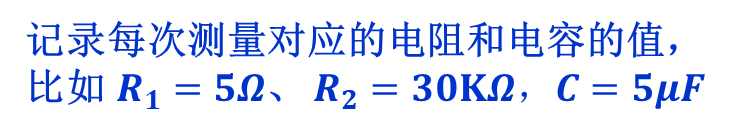 记录每次测量对应的电阻和电容的值，
比如 R₁ = 5Ω、 R₂ = 30KΩ， C = 5μF